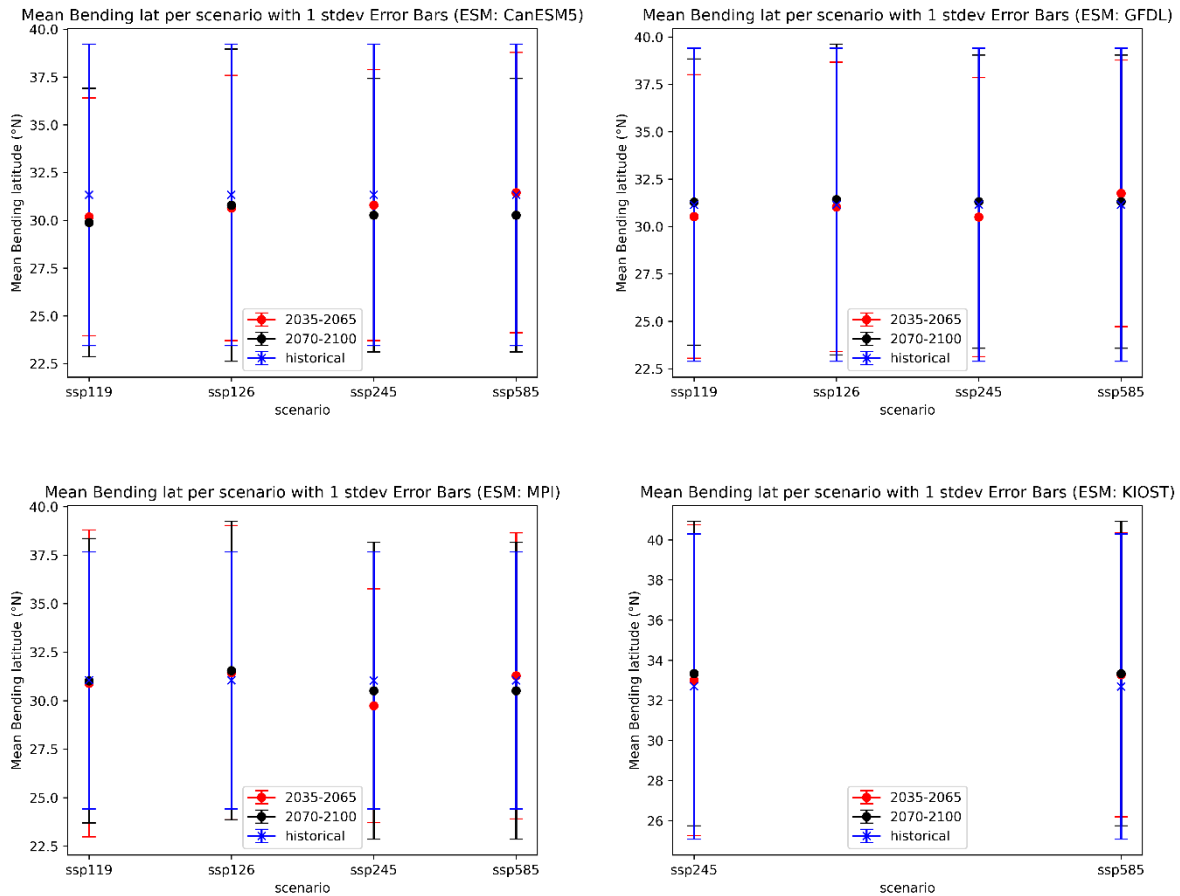 Mean Bending lat per scenario with 1 stdev Error Bars (ESM: CanESM5)
40.0
37.5
35.0
32.5
30.0
27.5
25.0
22.5
Mean Bending latitude (°N)
2035-2065
2070-2100
historical
ssp119 ssp126 ssp245 ssp585
scenario
Mean Bending lat per scenario with 1 stdev Error Bars (ESM: GFDL)
40.0
37.5
35.0
32.5
30.0
27.5
25.0
22.5
Mean Bending latitude (°N)
2035-2065
2070-2100
historical
ssp119 ssp126 ssp245 ssp585
scenario
Mean Bending lat per scenario with 1 stdev Error Bars (ESM: MPI)
40.0
37.5
35.0
32.5
30.0
27.5
25.0
22.5
Mean Bending latitude (°N)
2035-2065
2070-2100
historical
ssp119 ssp126 ssp245 ssp585
scenario
Mean Bending lat per scenario with 1 stdev Error Bars (ESM: KIOST)
40
38
36
34
32
30
28
26
Mean Bending latitude (°N)
2035-2065
2070-2100
historical
ssp245 ssp585
scenario